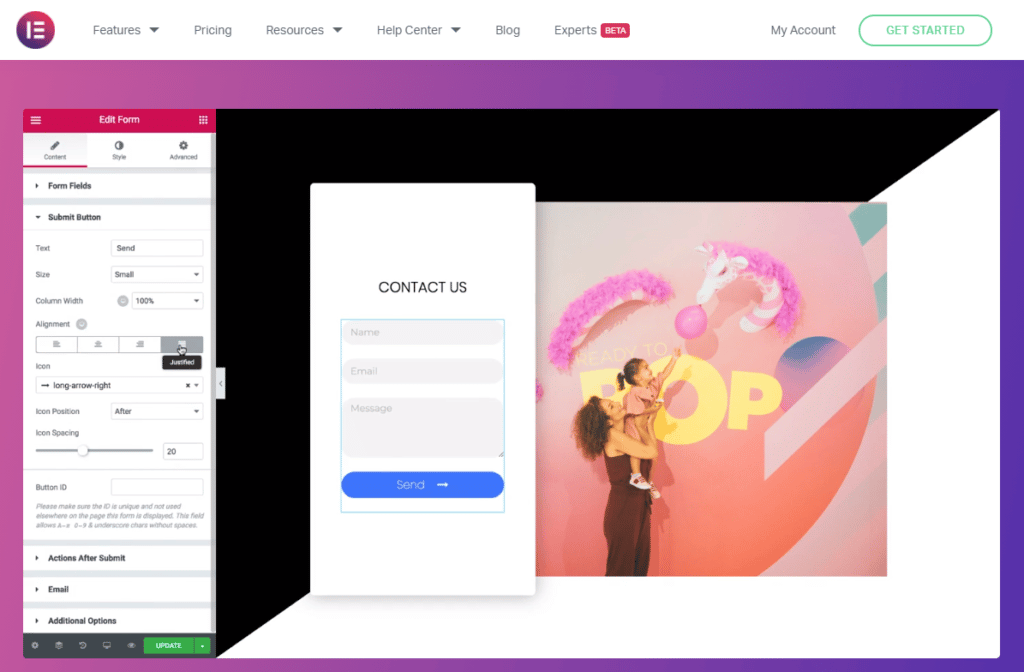 Features Pricing Resources Help Center Blog Experts BETA My Account GET STARTED
Edit Form
Content Style Advanced
Form Fields
Submit Button
Text Send
Size Small
Column Width 100%
Alignment
Justified
Icon
long-arrow-right
Icon Position After
Icon Spacing
20
Button ID
Please make sure the ID is unique and not used
elsewhere on the page this form is displayed. This field
allows A-z 0-9 & underscore chars without spaces.
Actions After Submit
Email
Additional Options
UPDATE
CONTACT US
Name
Email
Message
Send
READY TO
POP